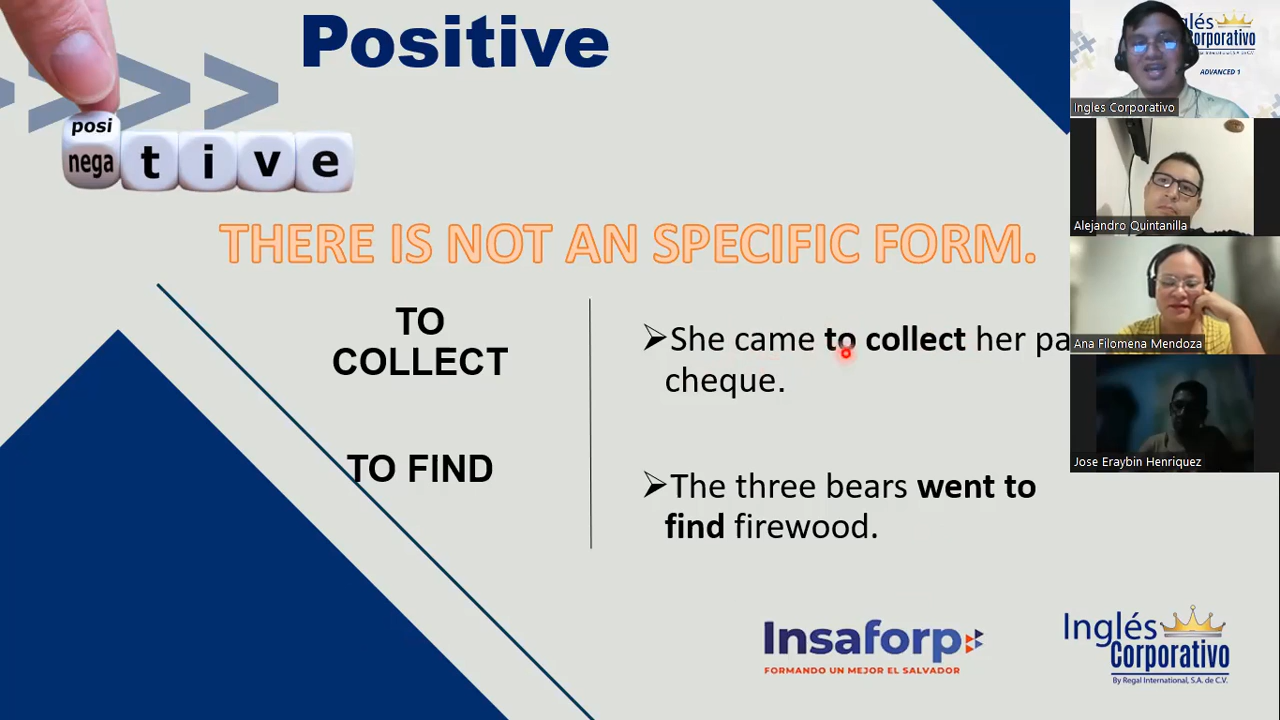 Positive
posi
nega t i v e
THERE IS NOT AN SPECIFIC FORM.
TO
COLLECT
TO FIND
➢She came to collect her pa
cheque.
➢The three bears went to
find firewood.
Insaforp
FORMANDO UN MEJOR EL SALVADOR
Inglés
Corporativo
By Regal International, S.A. de C.V.
Inglés
Corporativo
ADVANCED 1
Ingles Corporativo
Alejandro Quintanilla
Ana Filomena Mendoza
Jose Eraybin Henriquez